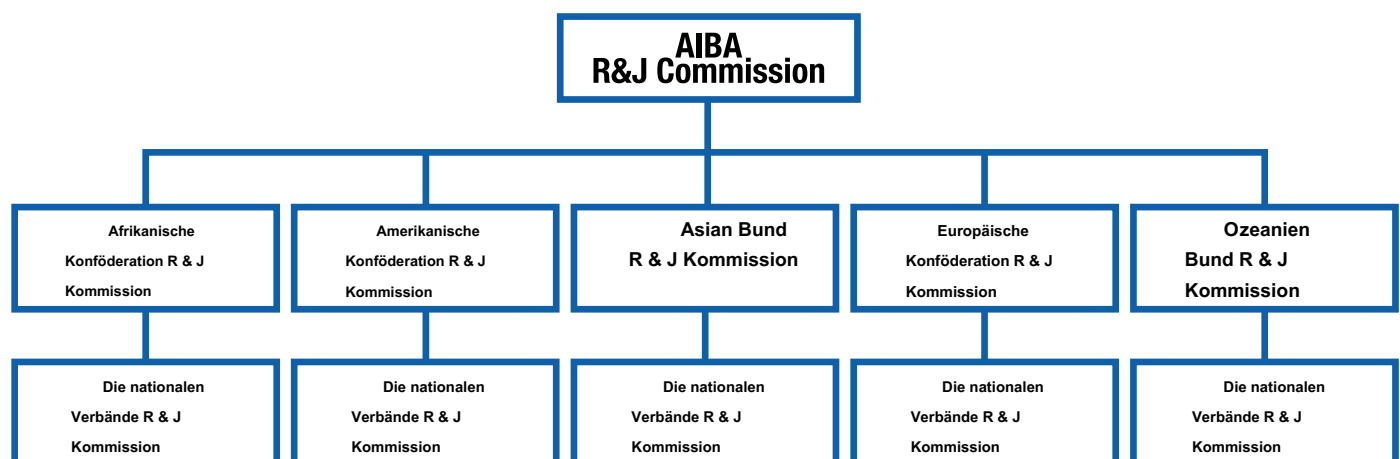 AIBA
R&J Commission
Afrikanische
Konföderation R & J
Kommission
Amerikanische
Konföderation R & J
Kommission
Asian Bund
R & J Kommission
Europäische
Konföderation R & J
Kommission
Ozeanien
Bund R & J
Kommission
Die nationalen
Verbände R & J
Kommission
Die nationalen
Verbände R & J
Kommission
Die nationalen
Verbände R & J
Kommission
Die nationalen
Verbände R & J
Kommission
Die nationalen
Verbände R & J
Kommission